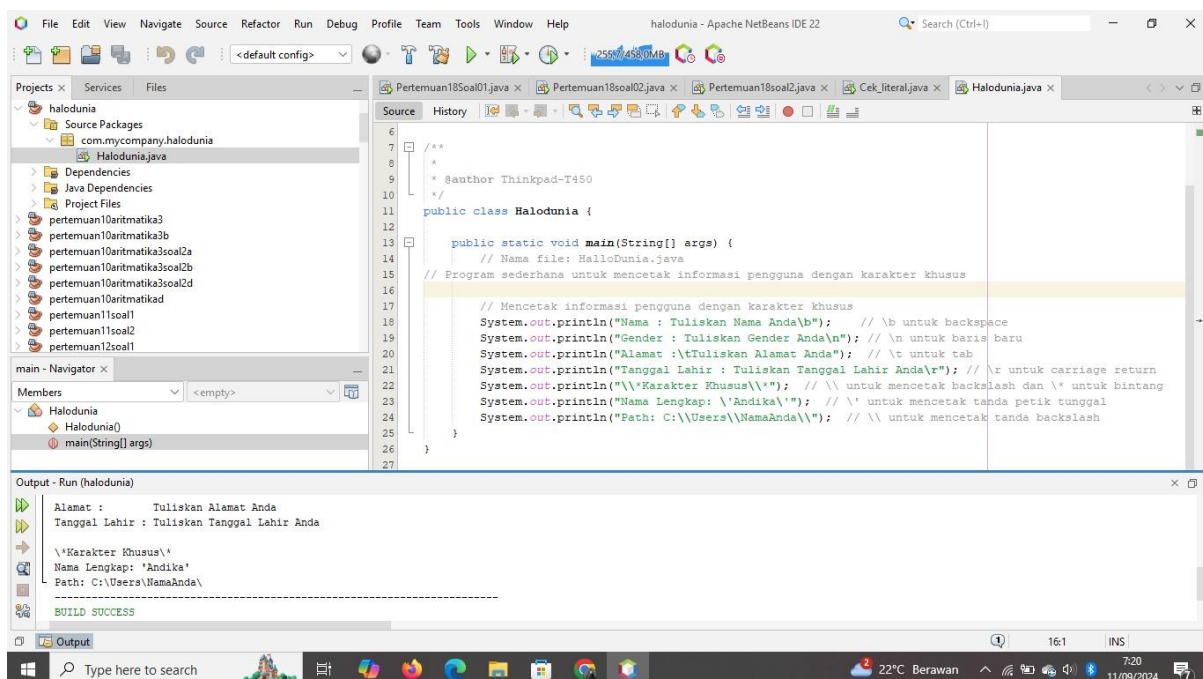 File Edit View Navigate Source Refactor Run Debug Profile Team Tools Window Help halodunia - Apache NetBeans IDE 22 Search (Ctrl+I)
<default config> 255,7/458,0MB
Projects Services Files
Pertemuan18Soal01.java Pertemuan18soal02.java Pertemuan18soal2.java Cek_literal.java Halodunia.java
Source History
halodunia
Source Packages
com.mycompany.halodunia
Halodunia.java
Dependencies
Java Dependencies
Project Files
pertemuan10aritmatika3
pertemuan10aritmatika3b
pertemuan10aritmatika3soal2a
pertemuan10aritmatika3soal2b
pertemuan10aritmatika3soal2d
pertemuan10aritmatikad
pertemuan11soal1
pertemuan11soal2
pertemuan12soal1
main - Navigator
Members <empty>
Halodunia
Halodunia()
main(String[] args)
6
7 /**
8 *
9 * @author Thinkpad-T450
10 */
11 public class Halodunia {
12
13 public static void main(String[] args) {
14 // Nama file: HalloDunia.java
15 // Program sederhana untuk mencetak informasi pengguna dengan karakter khusus
16
17 // Mencetak informasi pengguna dengan karakter khusus
18 System.out.println("Nama : Tuliskan Nama Anda\b"); // \b untuk backspace
19 System.out.println("Gender : Tuliskan Gender Anda\n"); // \n untuk baris baru
20 System.out.println("Alamat :\tTuliskan Alamat Anda"); // \t untuk tab
21 System.out.println("Tanggal Lahir : Tuliskan Tanggal Lahir Anda\r"); // \r untuk carriage return
22 System.out.println("\\*Karakter Khusus\\*"); // \\ untuk mencetak backslash dan \* untuk bintang
23 System.out.println("Nama Lengkap: \'Andika\'"); // \' untuk mencetak tanda petik tunggal
24 System.out.println("Path: C:\\Users\\NamaAnda\\"); // \\ untuk mencetak tanda backslash
25 }
26 }
27
Output - Run (halodunia)
Alamat : Tuliskan Alamat Anda
Tanggal Lahir : Tuliskan Tanggal Lahir Anda
\*Karakter Khusus\*
Nama Lengkap: 'Andika'
Path: C:\Users\NamaAnda\
------------------------------------------------------------------------
BUILD SUCCESS
Output 1 16:1 INS
Type here to search 2 22°C Berawan 7:20
11/09/2024 7